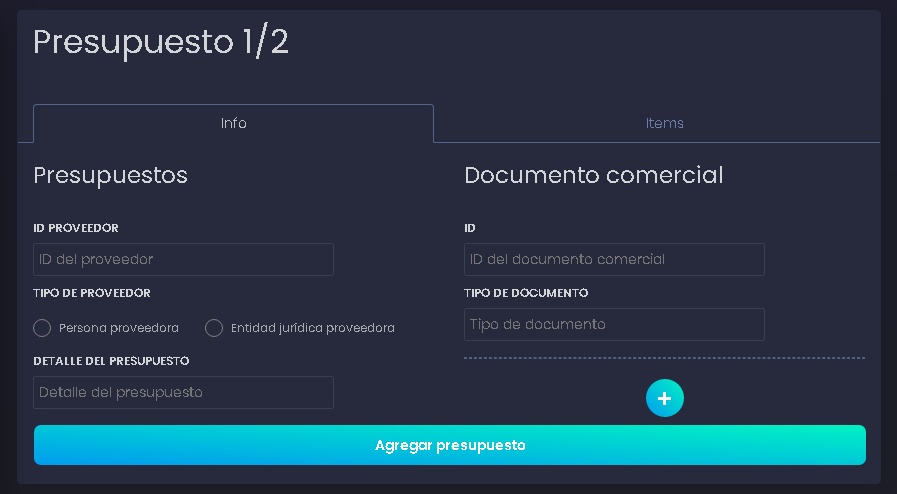 Presupuesto 1/2
Info
Items
Presupuestos
ID PROVEEDOR
ID del proveedor
TIPO DE PROVEEDOR
Persona proveedora
Entidad jurídica proveedora
DETALLE DEL PRESUPUESTO
Detalle del presupuesto
Documento comercial
ID
ID del documento comercial
TIPO DE DOCUMENTO
Tipo de documento
+
Agregar presupuesto